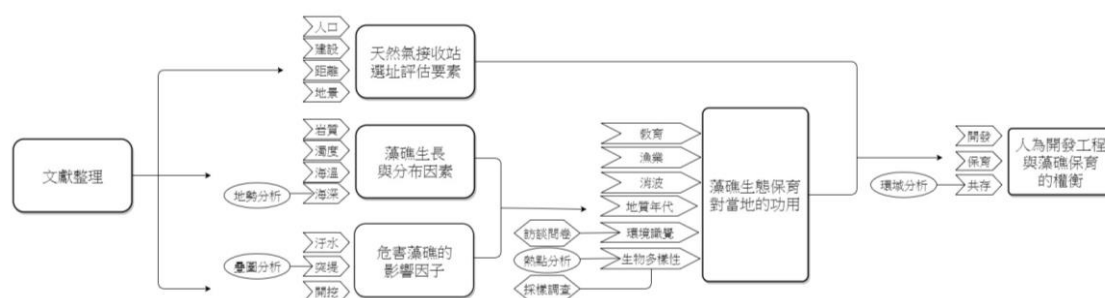 文獻整理
人口
建設
距離
地景
天然氣接收站
選址評估要素
岩質
濁度
海溫
地勢分析
海深
藻礁生長
與分布因素
汙水
疊圖分析
突堤
開挖
危害藻礁的
影響因子
教育
漁業
消波
地質年代
訪談問卷
環境識覺
熱點分析
生物多樣性
採樣調查
藻礁生態保育
對當地的功用
開發
保育
環域分析
共存
人為開發工程
與藻礁保育
的權衡